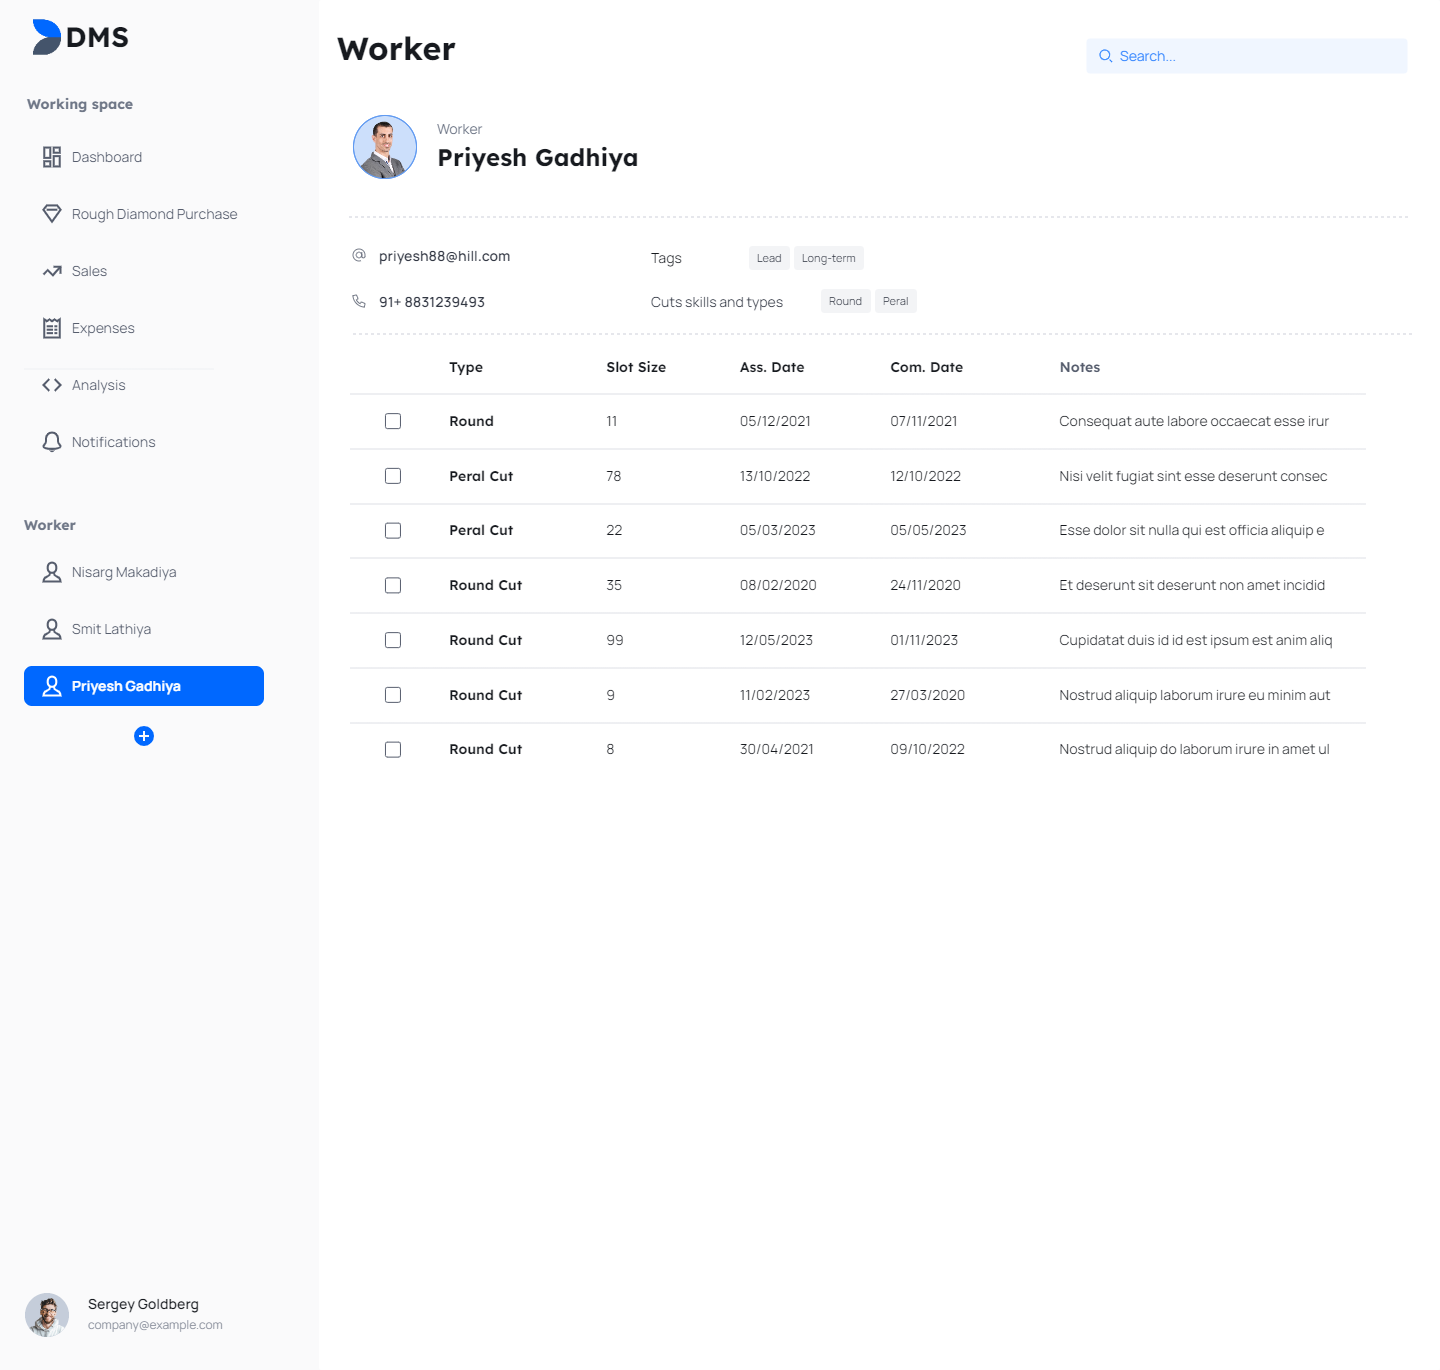 DMS
Working space
Dashboard
Rough Diamond Purchase
Sales
Expenses
Analysis
Notifications
Worker
Nisarg Makadiya
Smit Lathiya
Priyesh Gadhiya
Sergey Goldberg
company@example.com
Worker
Search...
Worker
Priyesh Gadhiya
priyesh88@hill.com
Tags Lead Long-term
91+ 8831239493
Cuts skills and types Round Peral
Type Slot Size Ass. Date Com. Date Notes
Round 11 05/12/2021 07/11/2021 Consequat aute labore occaecat esse irur
Peral Cut 78 13/10/2022 12/10/2022 Nisi velit fugiat sint esse deserunt consec
Peral Cut 22 05/03/2023 05/05/2023 Esse dolor sit nulla qui est officia aliquip e
Round Cut 35 08/02/2020 24/11/2020 Et deserunt sit deserunt non amet incidid
Round Cut 99 12/05/2023 01/11/2023 Cupidatat duis id id est ipsum est anim aliq
Round Cut 9 11/02/2023 27/03/2020 Nostrud aliquip laborum irure eu minim aut
Round Cut 8 30/04/2021 09/10/2022 Nostrud aliquip do laborum irure in amet ul